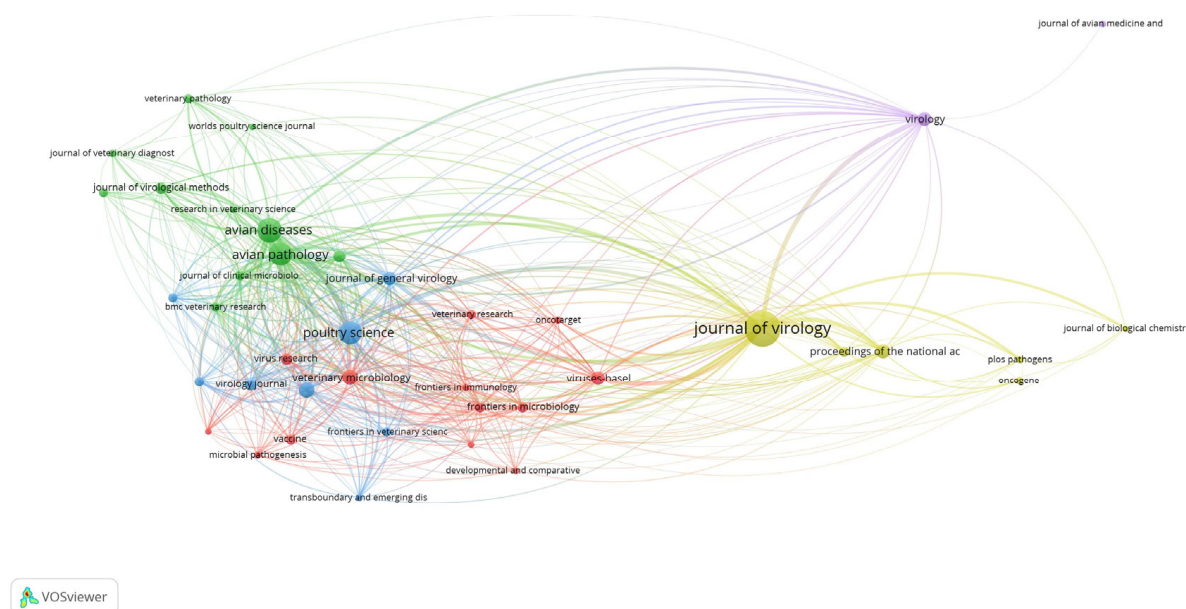 journal of avian medicine and
veterinary pathology
virology
worlds poultry science journal
journal of veterinary diagnost
journal of virological methods
research in veterinary science
avian diseases
avian pathology
journal of clinical microbiolo
journal of general virology
bmc veterinary research
veterinary research
oncotarget
poultry science
journal of virology
journal of biological chemistr
virus research
proceedings of the national ac
plos pathogens
veterinary microbiology
viruses-basel
oncogene
virology journal
frontiers in immunology
frontiers in microbiology
frontiers in veterinary scienc
vaccine
microbial pathogenesis
developmental and comparative
transboundary and emerging dis
VOSviewer